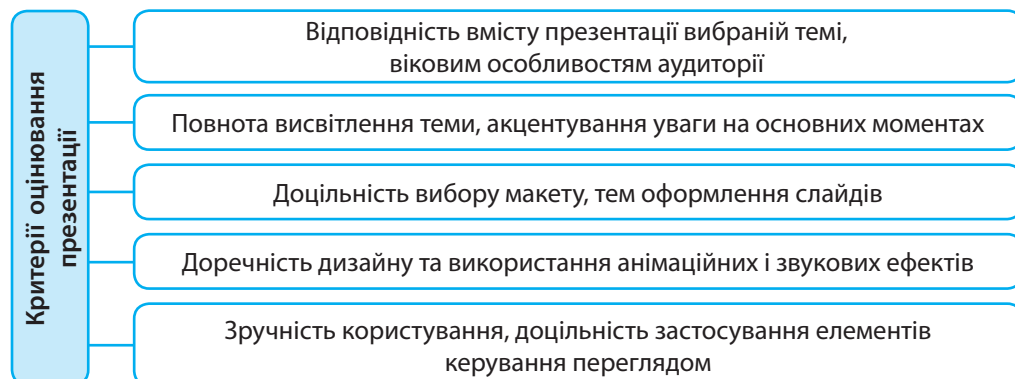 Критерії оцінювання
презентації
Відповідність вмісту презентації вибраній темі,
віковим особливостям аудиторії
Повнота висвітлення теми, акцентування уваги на основних моментах
Доцільність вибору макету, тем оформлення слайдів
Доречність дизайну та використання анімаційних і звукових ефектів
Зручність користування, доцільність застосування елементів
керування переглядом